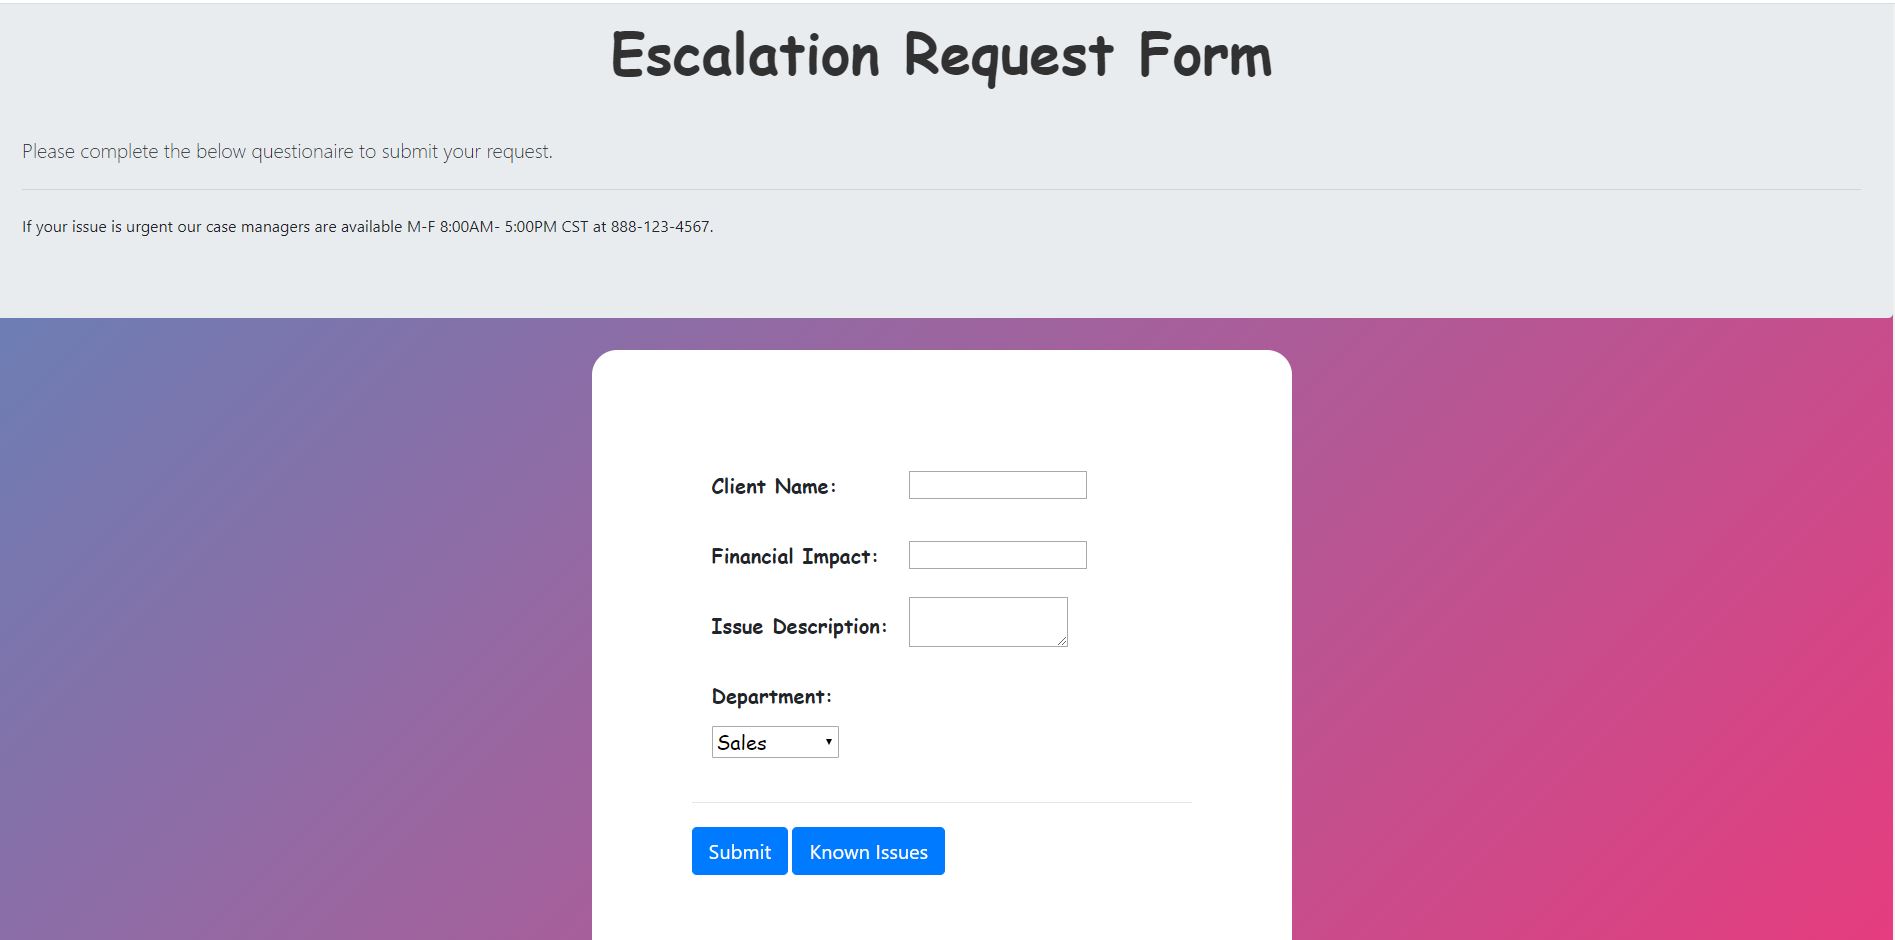 Escalation Request Form
Please complete the below questionaire to submit your request.
If your issue is urgent our case managers are available M-F 8:00AM- 5:00PM CST at 888-123-4567.
Client Name:
Financial Impact:
Issue Description:
Department:
Sales
Submit Known Issues